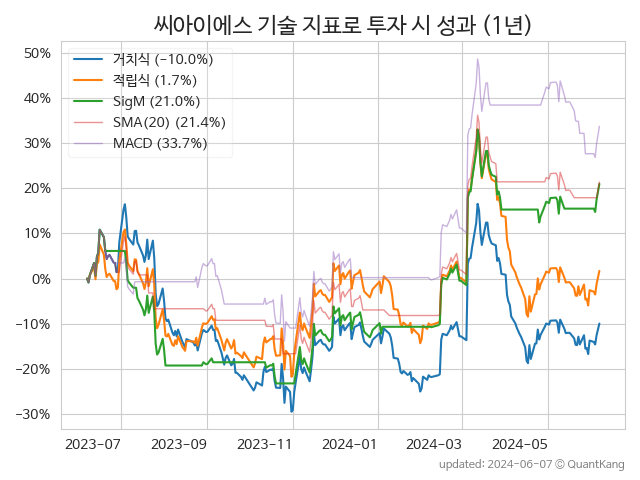 씨아이에스 기술 지표로 투자 시 성과 (1년)
50%
40%
30%
20%
10%
0%
−10%
−20%
−30%
거치식 (−10.0%)
적립식 (1.7%)
SigM (21.0%)
SMA(20) (21.4%)
MACD (33.7%)
2023−07
2023−09
2023−11
2024−01
2024−03
2024−05
updated: 2024-06-07 © QuantKang